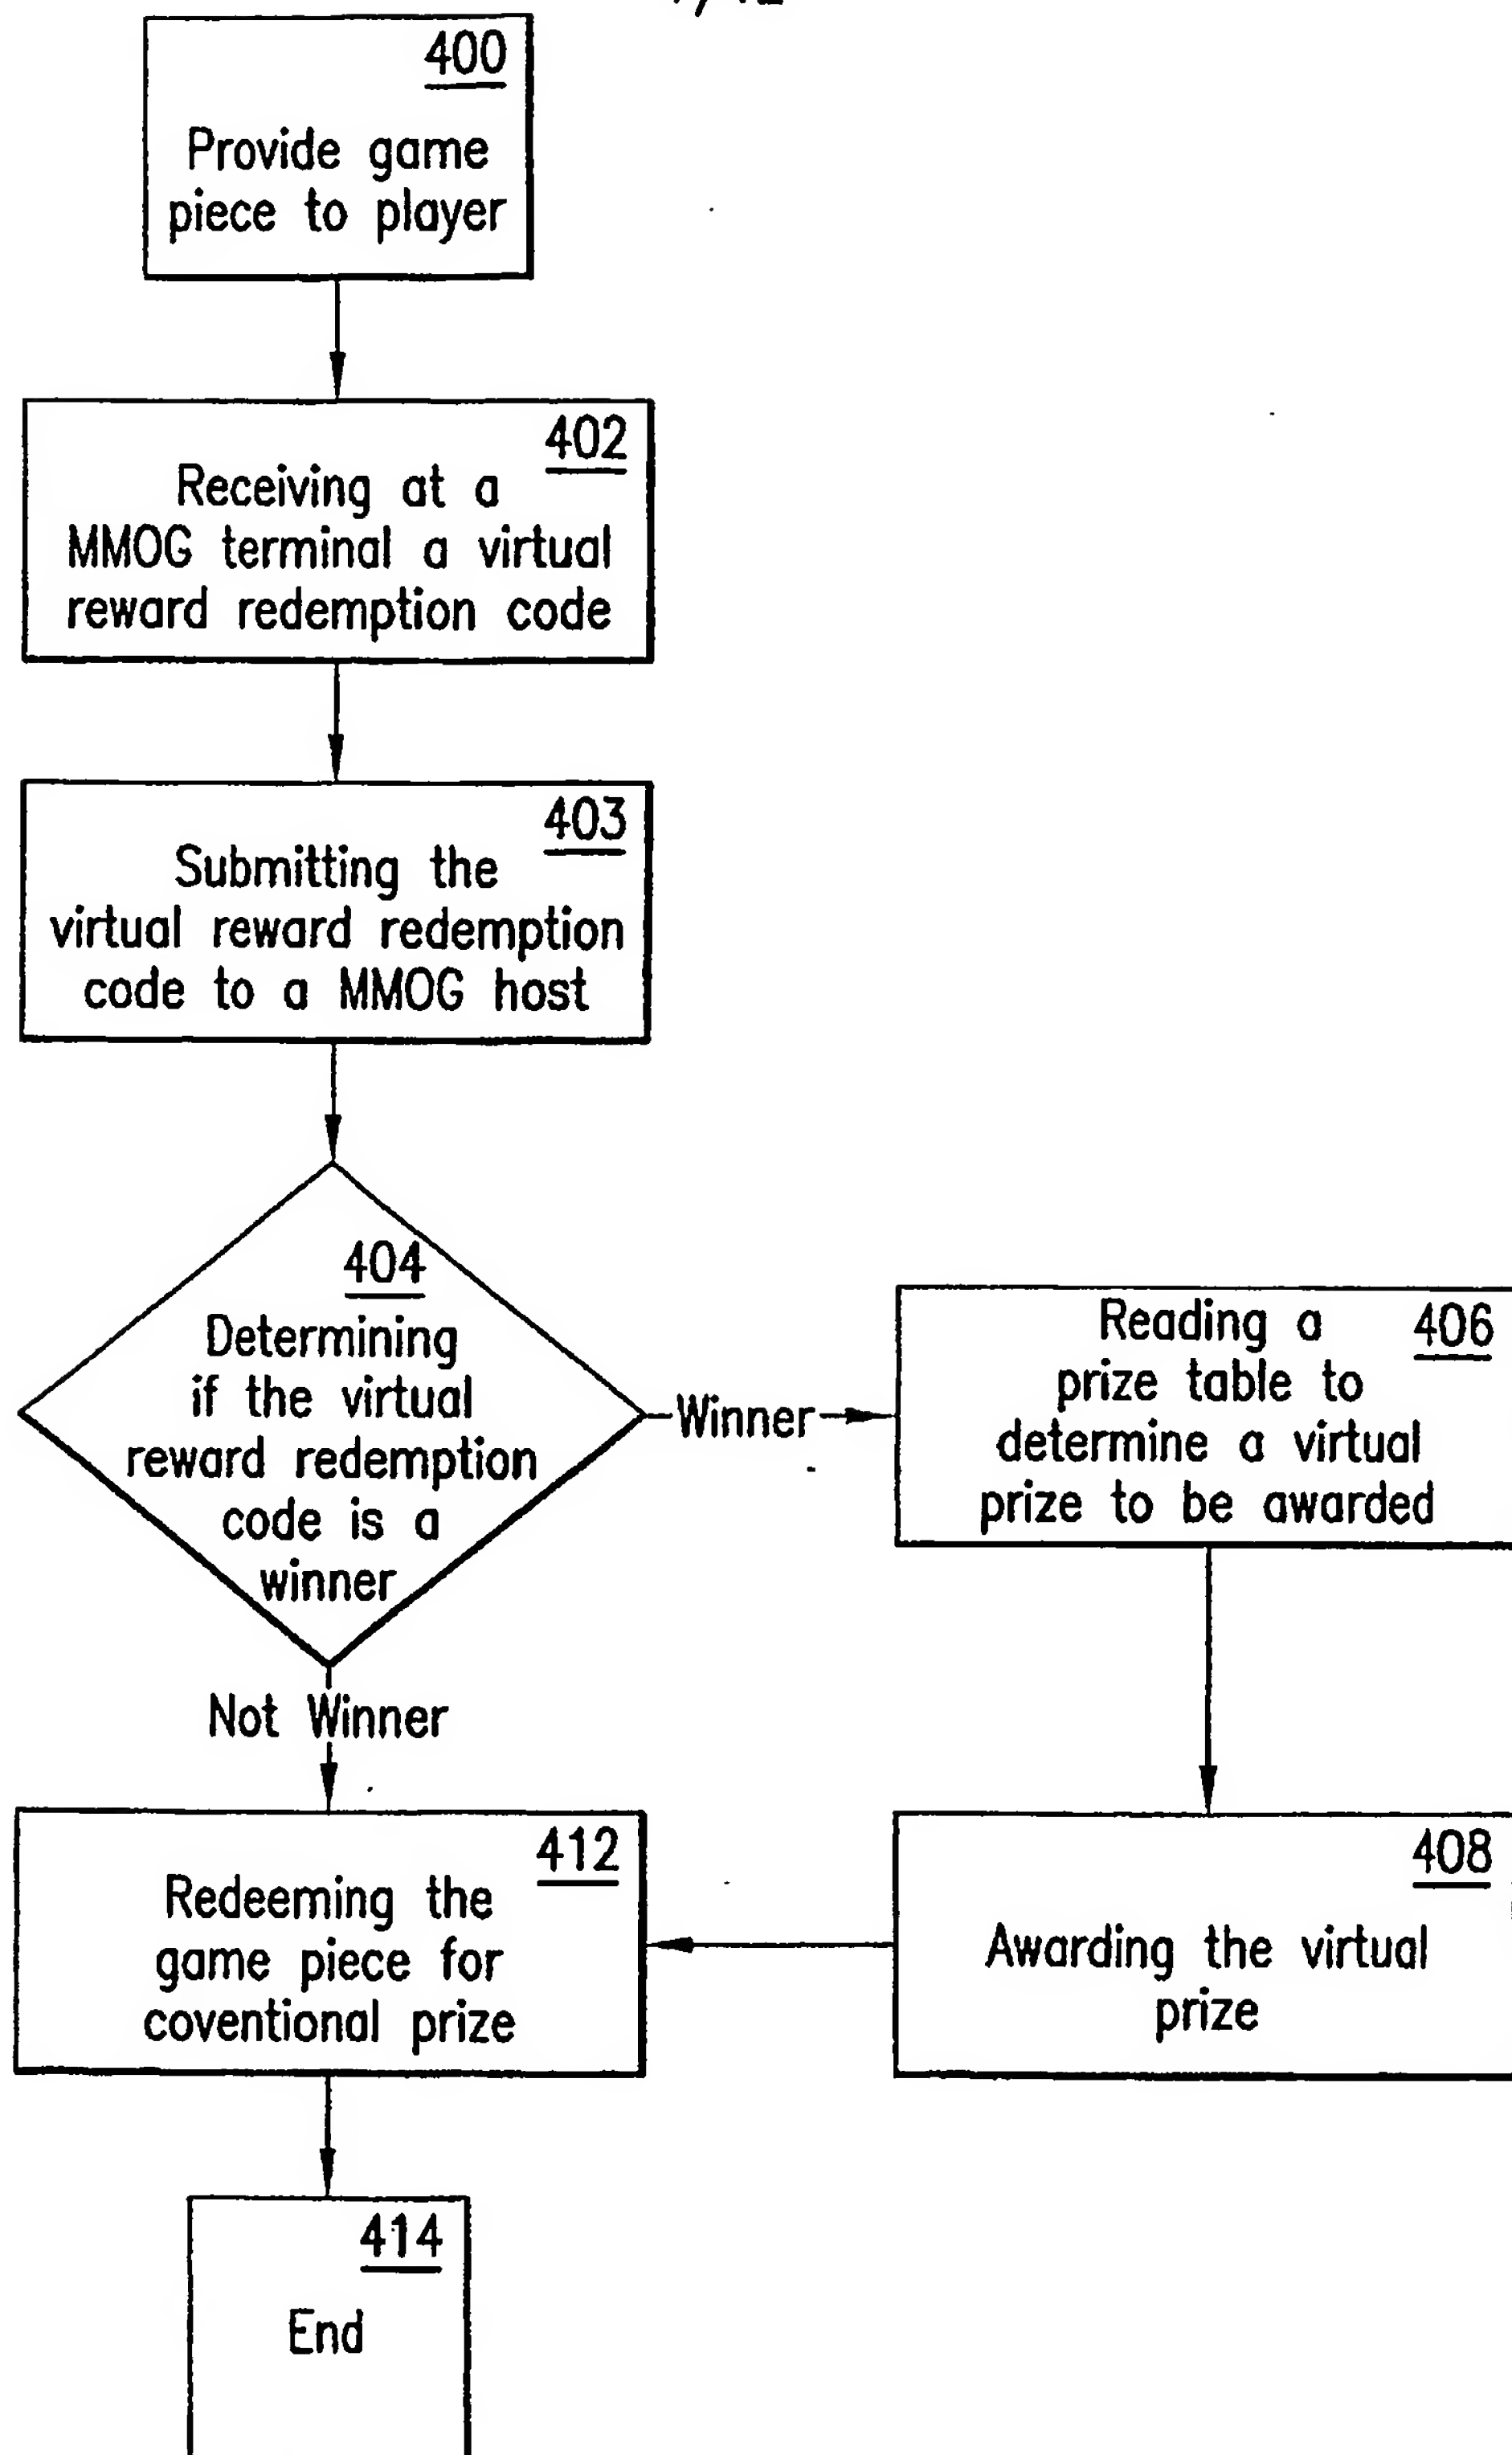 400
Provide game
piece to player
402
Receiving at a
MMOG terminal a virtual
reward redemption code
403
Submitting the
virtual reward redemption
code to a MMOG host
404
Determining
if the virtual
reward redemption
code is a
winner
Winner
Reading a 406
prize table to
determine a virtual
prize to be awarded
Not Winner
412
Redeeming the
game piece for
coventional prize
408
Awarding the virtual
prize
414
End